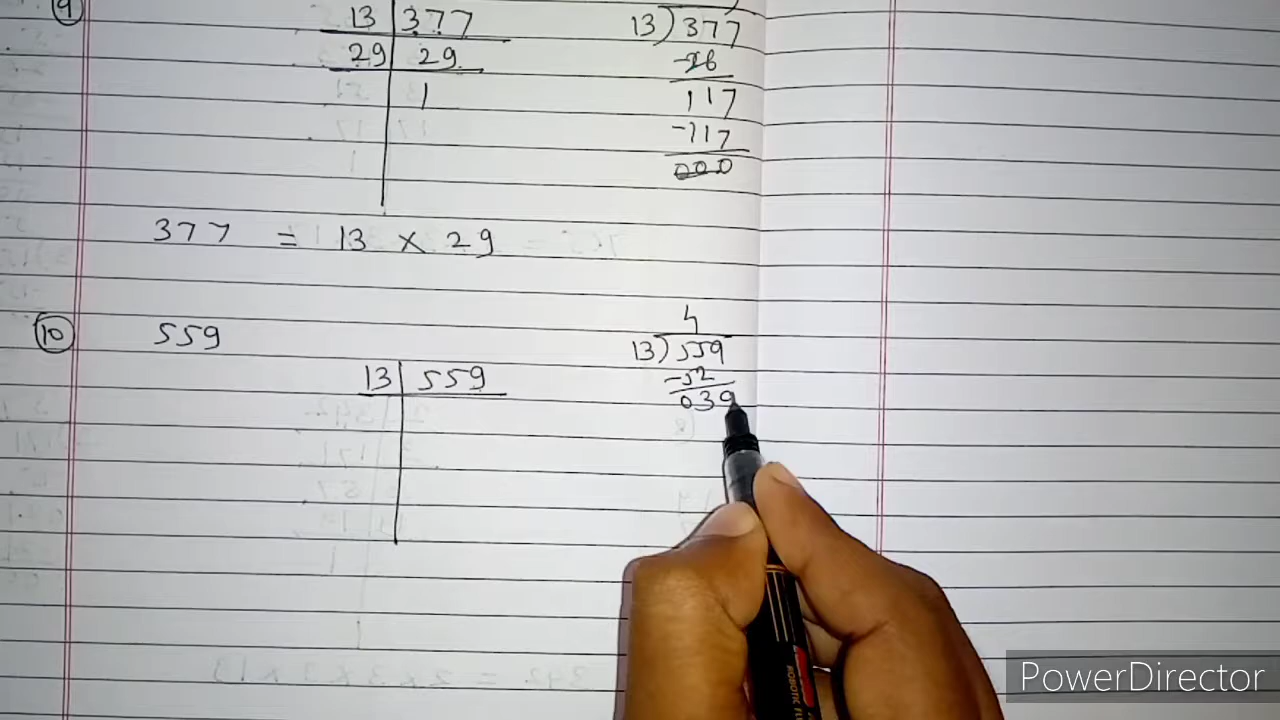 9
13 | 377
29 | 29
1
13 ) 377
-26
117
-117
000
377 = 13 × 29
10 559
13 | 559
4
13 ) 559
-52
039
PowerDirector